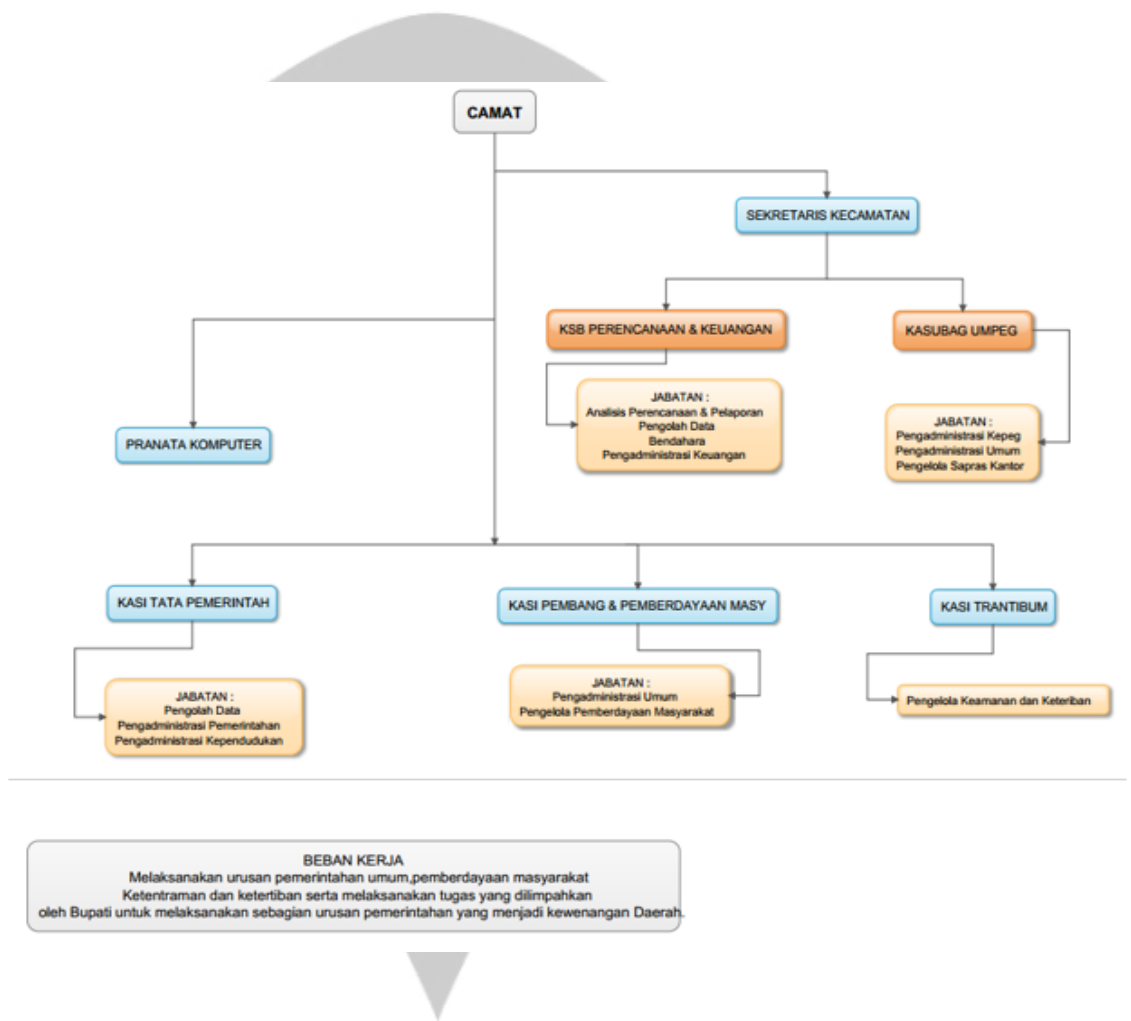 CAMAT
SEKRETARIS KECAMATAN
KSB PERENCANAAN & KEUANGAN
KASUBAG UMPEG
JABATAN :
Analisis Perencanaan & Pelaporan
Pengolah Data
Bendahara
Pengadministrasi Keuangan
JABATAN :
Pengadministrasi Kepeg
Pengadministrasi Umum
Pengelola Sapras Kantor
PRANATA KOMPUTER
KASI TATA PEMERINTAH
KASI PEMBANG & PEMBERDAYAAN MASY
KASI TRANTIBUM
JABATAN :
Pengolah Data
Pengadministrasi Pemerintahan
Pengadministrasi Kependudukan
JABATAN :
Pengadministrasi Umum
Pengelola Pemberdayaan Masyarakat
Pengelola Keamanan dan Keteriban
BEBAN KERJA
Melaksanakan urusan pemerintahan umum,pemberdayaan masyarakat
Ketentraman dan ketertiban serta melaksanakan tugas yang dilimpahkan
oleh Bupati untuk melaksanakan sebagian urusan pemerintahan yang menjadi kewenangan Daerah.